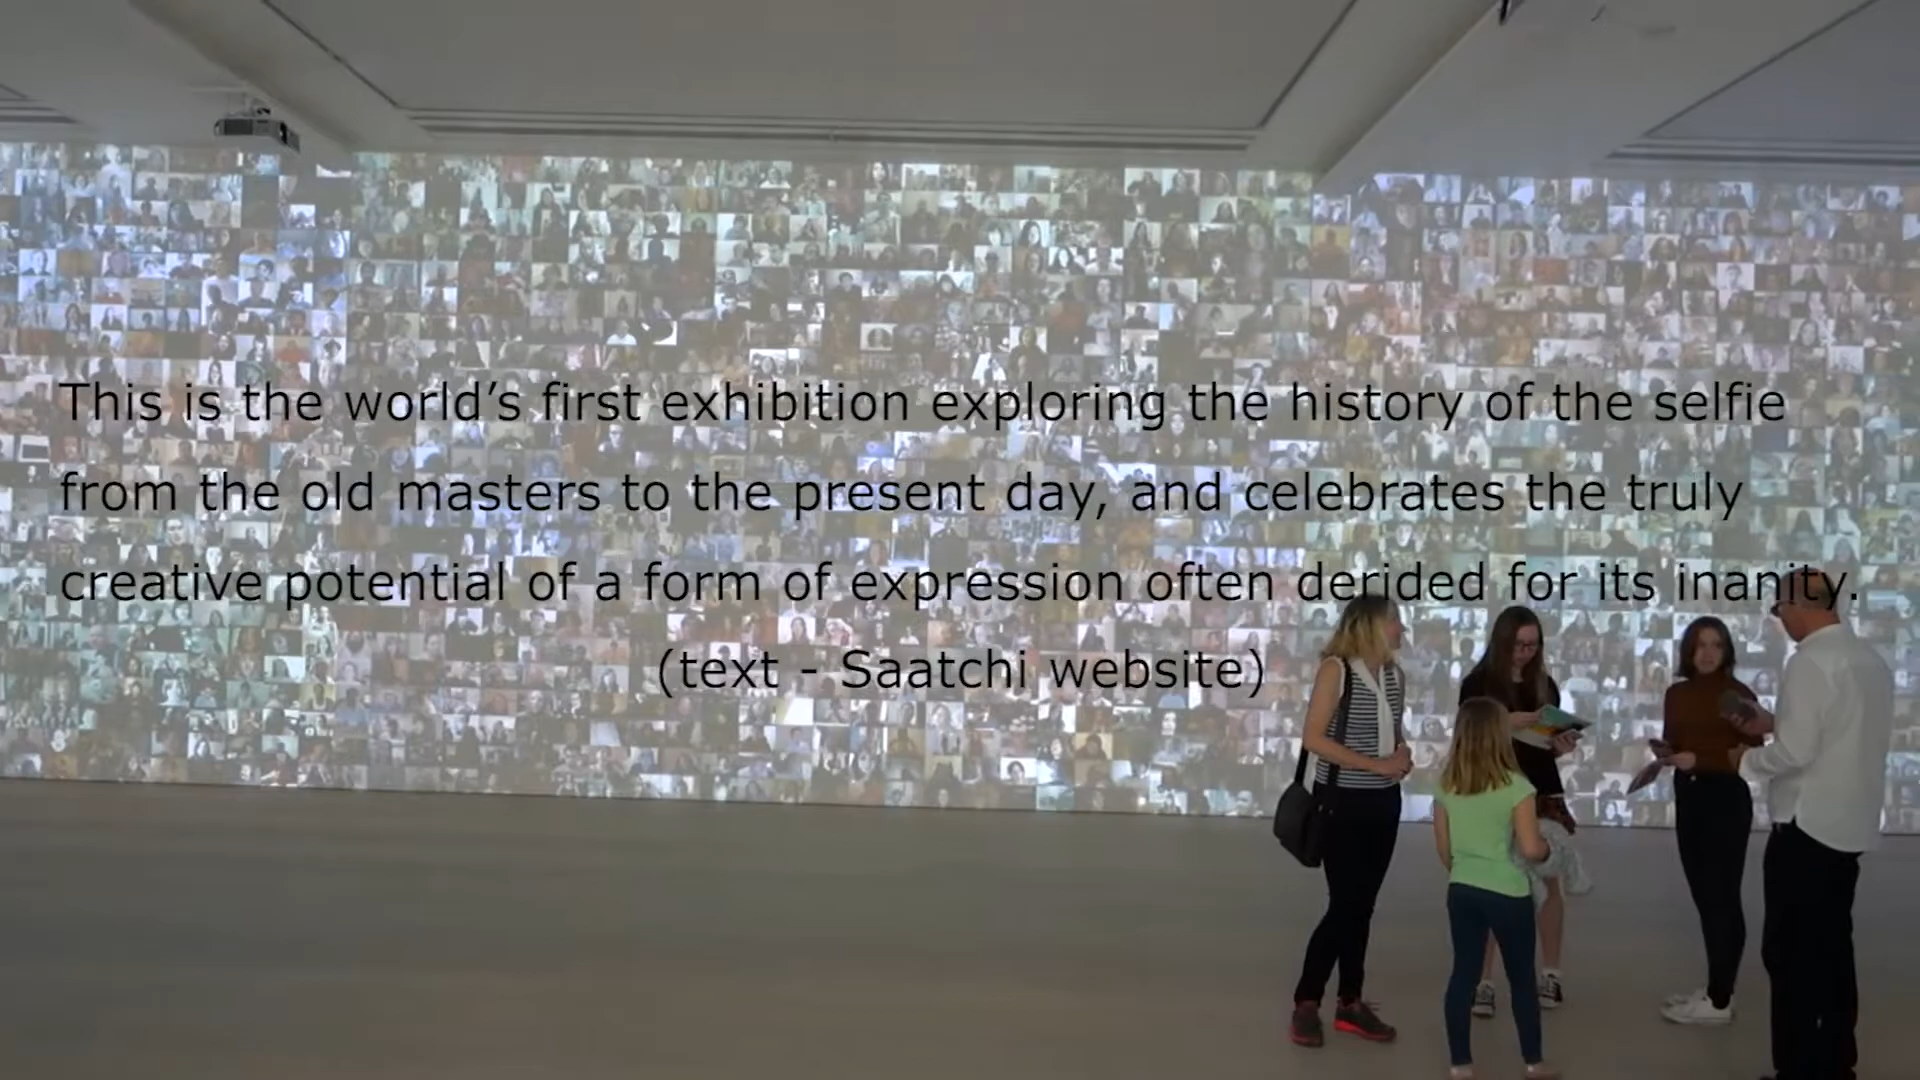 This is the world’s first exhibition exploring the history of the selfie
from the old masters to the present day, and celebrates the truly
creative potential of a form of expression often derided for its inanity.
(text - Saatchi website)